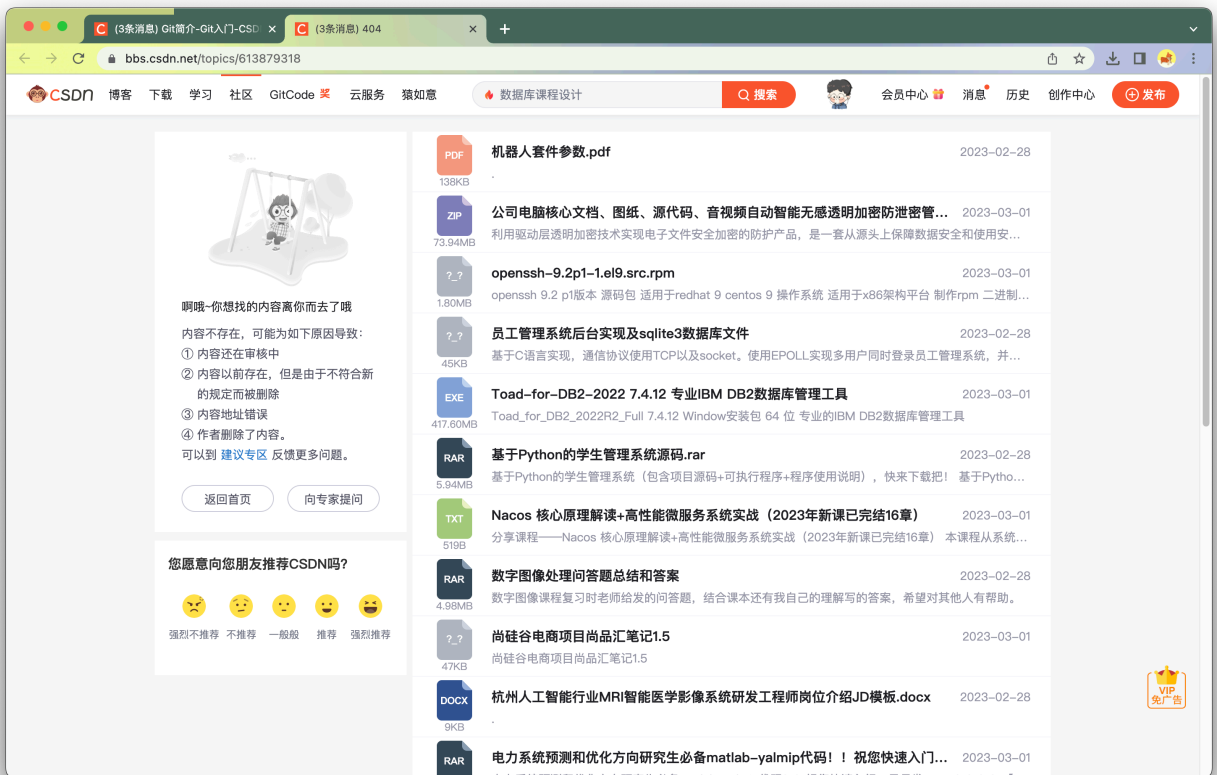 (3条消息) Git简介-Git入门-CSD
(3条消息) 404
bbs.csdn.net/topics/613879318
CSDN 博客 下载 学习 社区 GitCode 奖 云服务 猿如意 数据库课程设计 搜索 会员中心 消息 历史 创作中心 发布
啊哦~你想找的内容离你而去了哦
内容不存在，可能为如下原因导致：
① 内容还在审核中
② 内容以前存在，但是由于不符合新
的规定而被删除
③ 内容地址错误
④ 作者删除了内容。
可以到 建议专区 反馈更多问题。
返回首页 向专家提问
您愿意向您朋友推荐CSDN吗?
强烈不推荐 不推荐 一般般 推荐 强烈推荐
PDF
138KB
机器人套件参数.pdf 2023-02-28
.
ZIP
73.94MB
公司电脑核心文档、图纸、源代码、音视频自动智能无感透明加密防泄密管… 2023-03-01
利用驱动层透明加密技术实现电子文件安全加密的防护产品，是一套从源头上保障数据安全和使用安…
?_?
1.80MB
openssh-9.2p1-1.el9.src.rpm 2023-03-01
openssh 9.2 p1版本 源码包 适用于redhat 9 centos 9 操作系统 适用于x86架构平台 制作rpm 二进制…
?_?
45KB
员工管理系统后台实现及sqlite3数据库文件 2023-02-28
基于C语言实现，通信协议使用TCP以及socket。使用EPOLL实现多用户同时登录员工管理系统，并…
EXE
417.60MB
Toad-for-DB2-2022 7.4.12 专业IBM DB2数据库管理工具 2023-03-01
Toad_for_DB2_2022R2_Full 7.4.12 Window安装包 64 位 专业的IBM DB2数据库管理工具
RAR
5.94MB
基于Python的学生管理系统源码.rar 2023-02-28
基于Python的学生管理系统（包含项目源码+可执行程序+程序使用说明），快来下载把！ 基于Pytho…
TXT
519B
Nacos 核心原理解读+高性能微服务系统实战（2023年新课已完结16章） 2023-03-01
分享课程——Nacos 核心原理解读+高性能微服务系统实战（2023年新课已完结16章） 本课程从系统…
RAR
4.98MB
数字图像处理问答题总结和答案 2023-02-28
数字图像课程复习时老师给发的问答题，结合课本还有我自己的理解写的答案，希望对其他人有帮助。
?_?
47KB
尚硅谷电商项目尚品汇笔记1.5 2023-03-01
尚硅谷电商项目尚品汇笔记1.5
DOCX
9KB
杭州人工智能行业MRI智能医学影像系统研发工程师岗位介绍JD模板.docx 2023-02-28
.
RAR
电力系统预测和优化方向研究生必备matlab-yalmip代码！！祝您快速入门… 2023-03-01
VIP
免广告